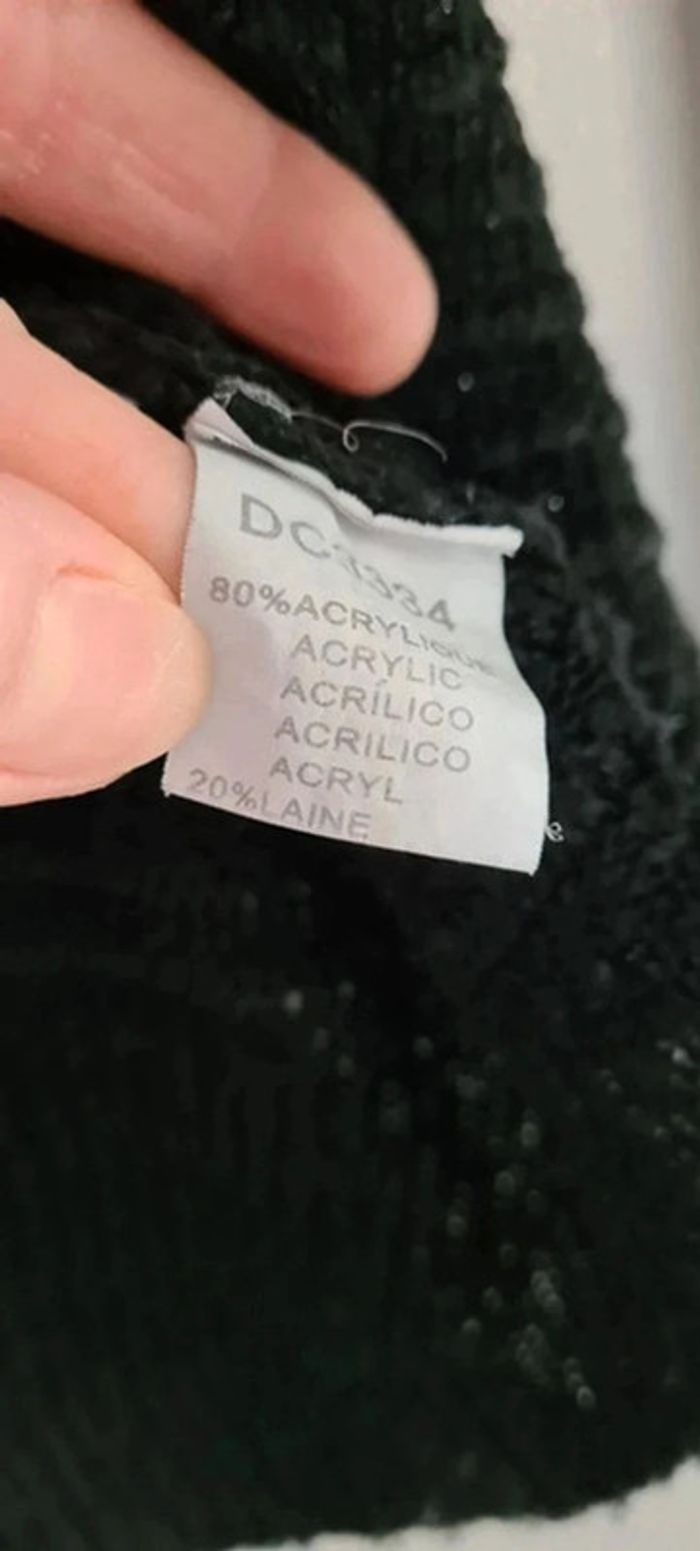 DC3334
80%ACRYLIQUE
ACRYLIC
ACRÍLICO
ACRILICO
ACRYL
20%LAINE